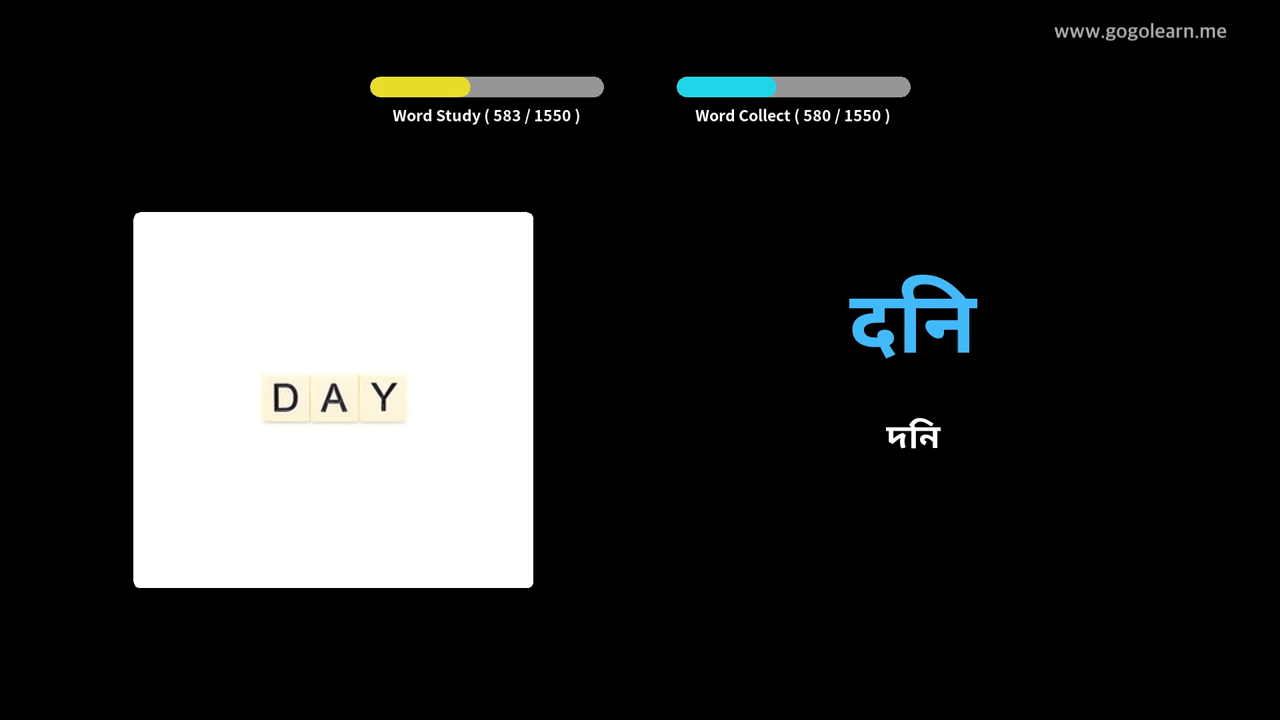 www.gogolearn.me
Word Study ( 583 / 1550 )
Word Collect ( 580 / 1550 )
DAY
दनि
দনি